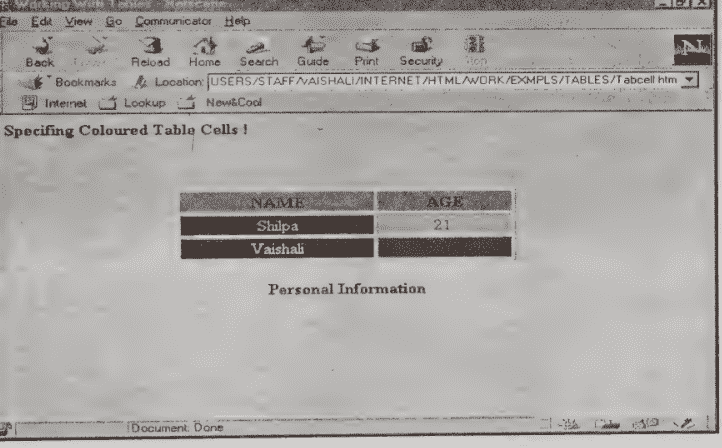 Working With Tables - Netscape
File Edit View Go Communicator Help
Back Reload Home Search Guide Print Security Stop
Bookmarks Location: USERS/STAFF/VAISHALI/INTERNET/HTML/WORK/EXMPLS/TABLES/Tabcell.htm
Internet Lookup New&Cool
Specifing Coloured Table Cells !
NAME AGE
Shilpa 21
Vaishali
Personal Information
Document: Done